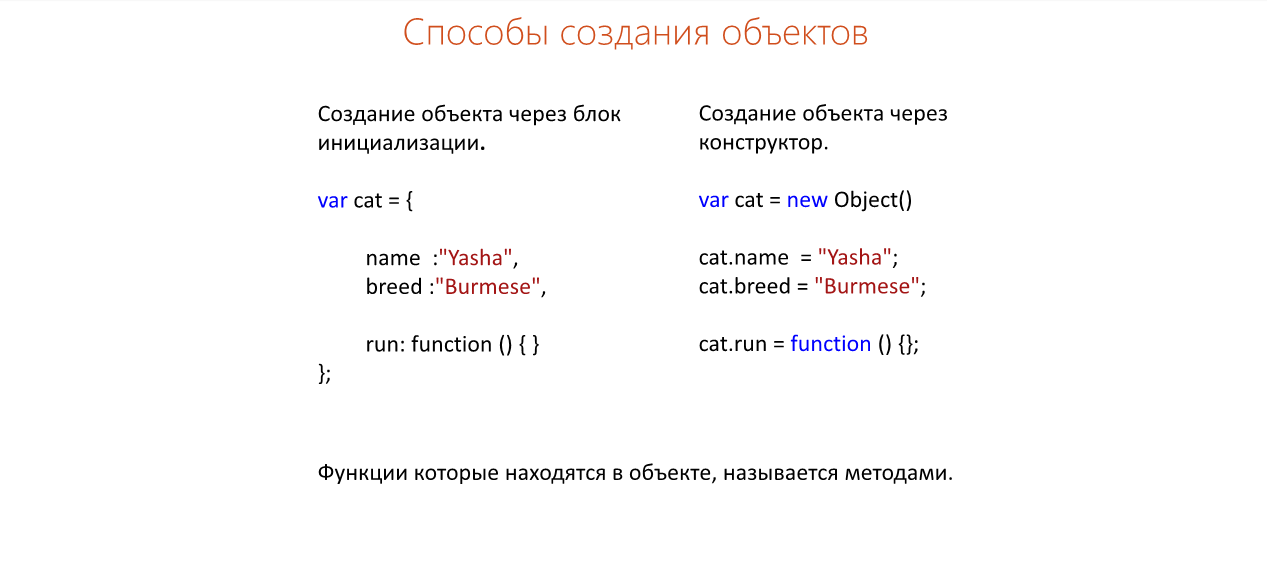 Способы создания объектов
Создание объекта через блок
инициализации.
var cat = {
name :"Yasha",
breed :"Burmese",
run: function () { }
};
Создание объекта через
конструктор.
var cat = new Object()
cat.name = "Yasha";
cat.breed = "Burmese";
cat.run = function () {};
Функции которые находятся в объекте, называется методами.